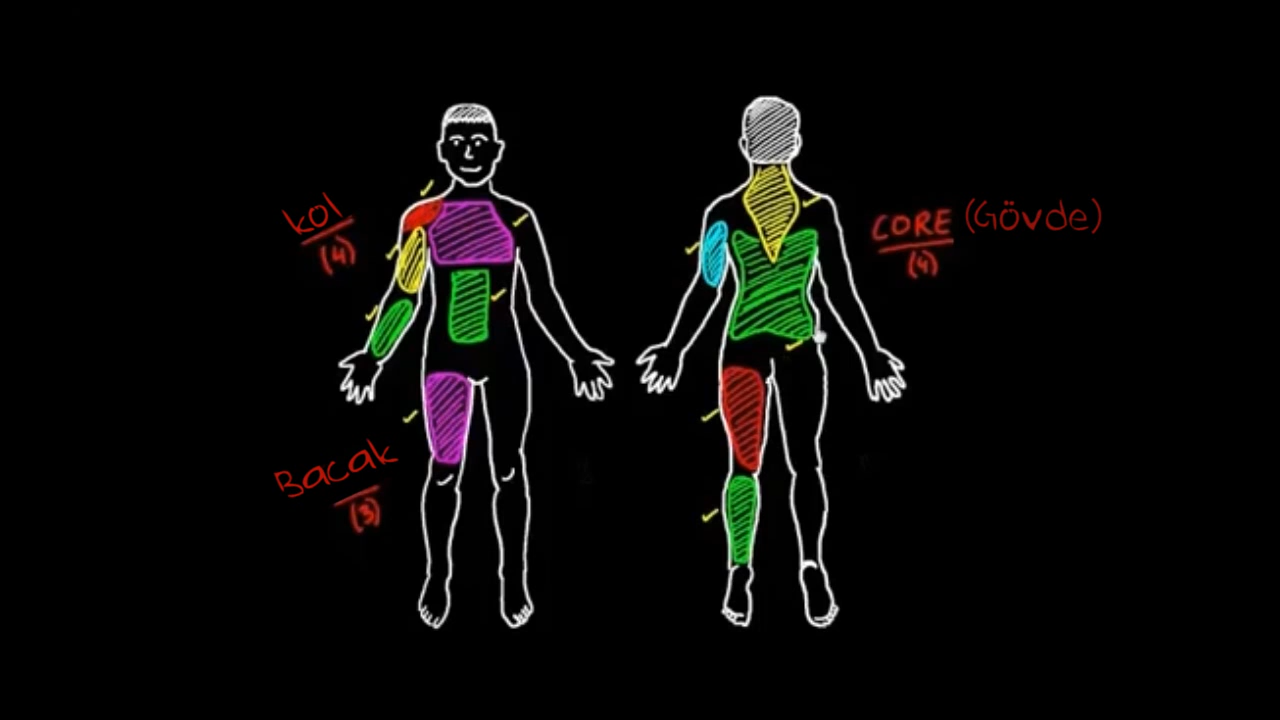 kol
(4)
CORE (Gövde)
(4)
Bacak
(3)